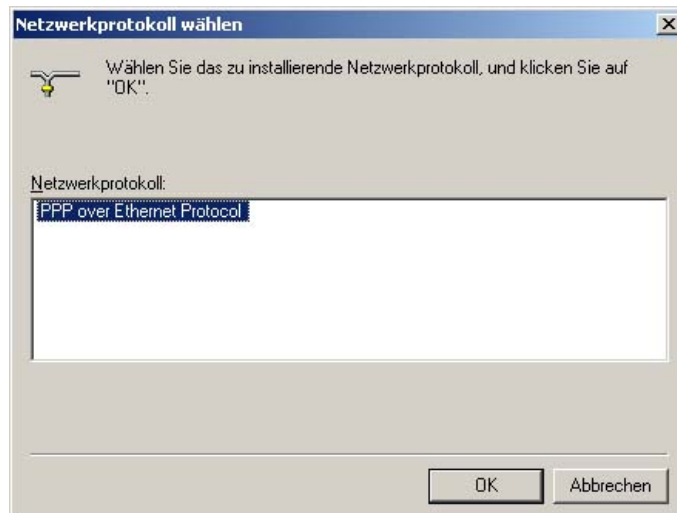 Netzwerkprotokoll wählen
Wählen Sie das zu installierende Netzwerkprotokoll, und klicken Sie auf
"OK".
Netzwerkprotokoll:
PPP over Ethernet Protocol
OK
Abbrechen